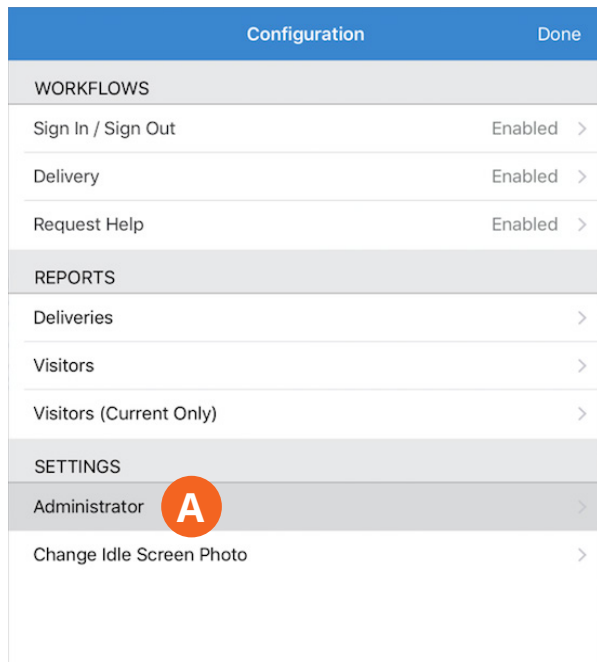 Configuration Done
WORKFLOWS
Sign In / Sign Out Enabled
Delivery Enabled
Request Help Enabled
REPORTS
Deliveries
Visitors
Visitors (Current Only)
SETTINGS
Administrator A
Change Idle Screen Photo